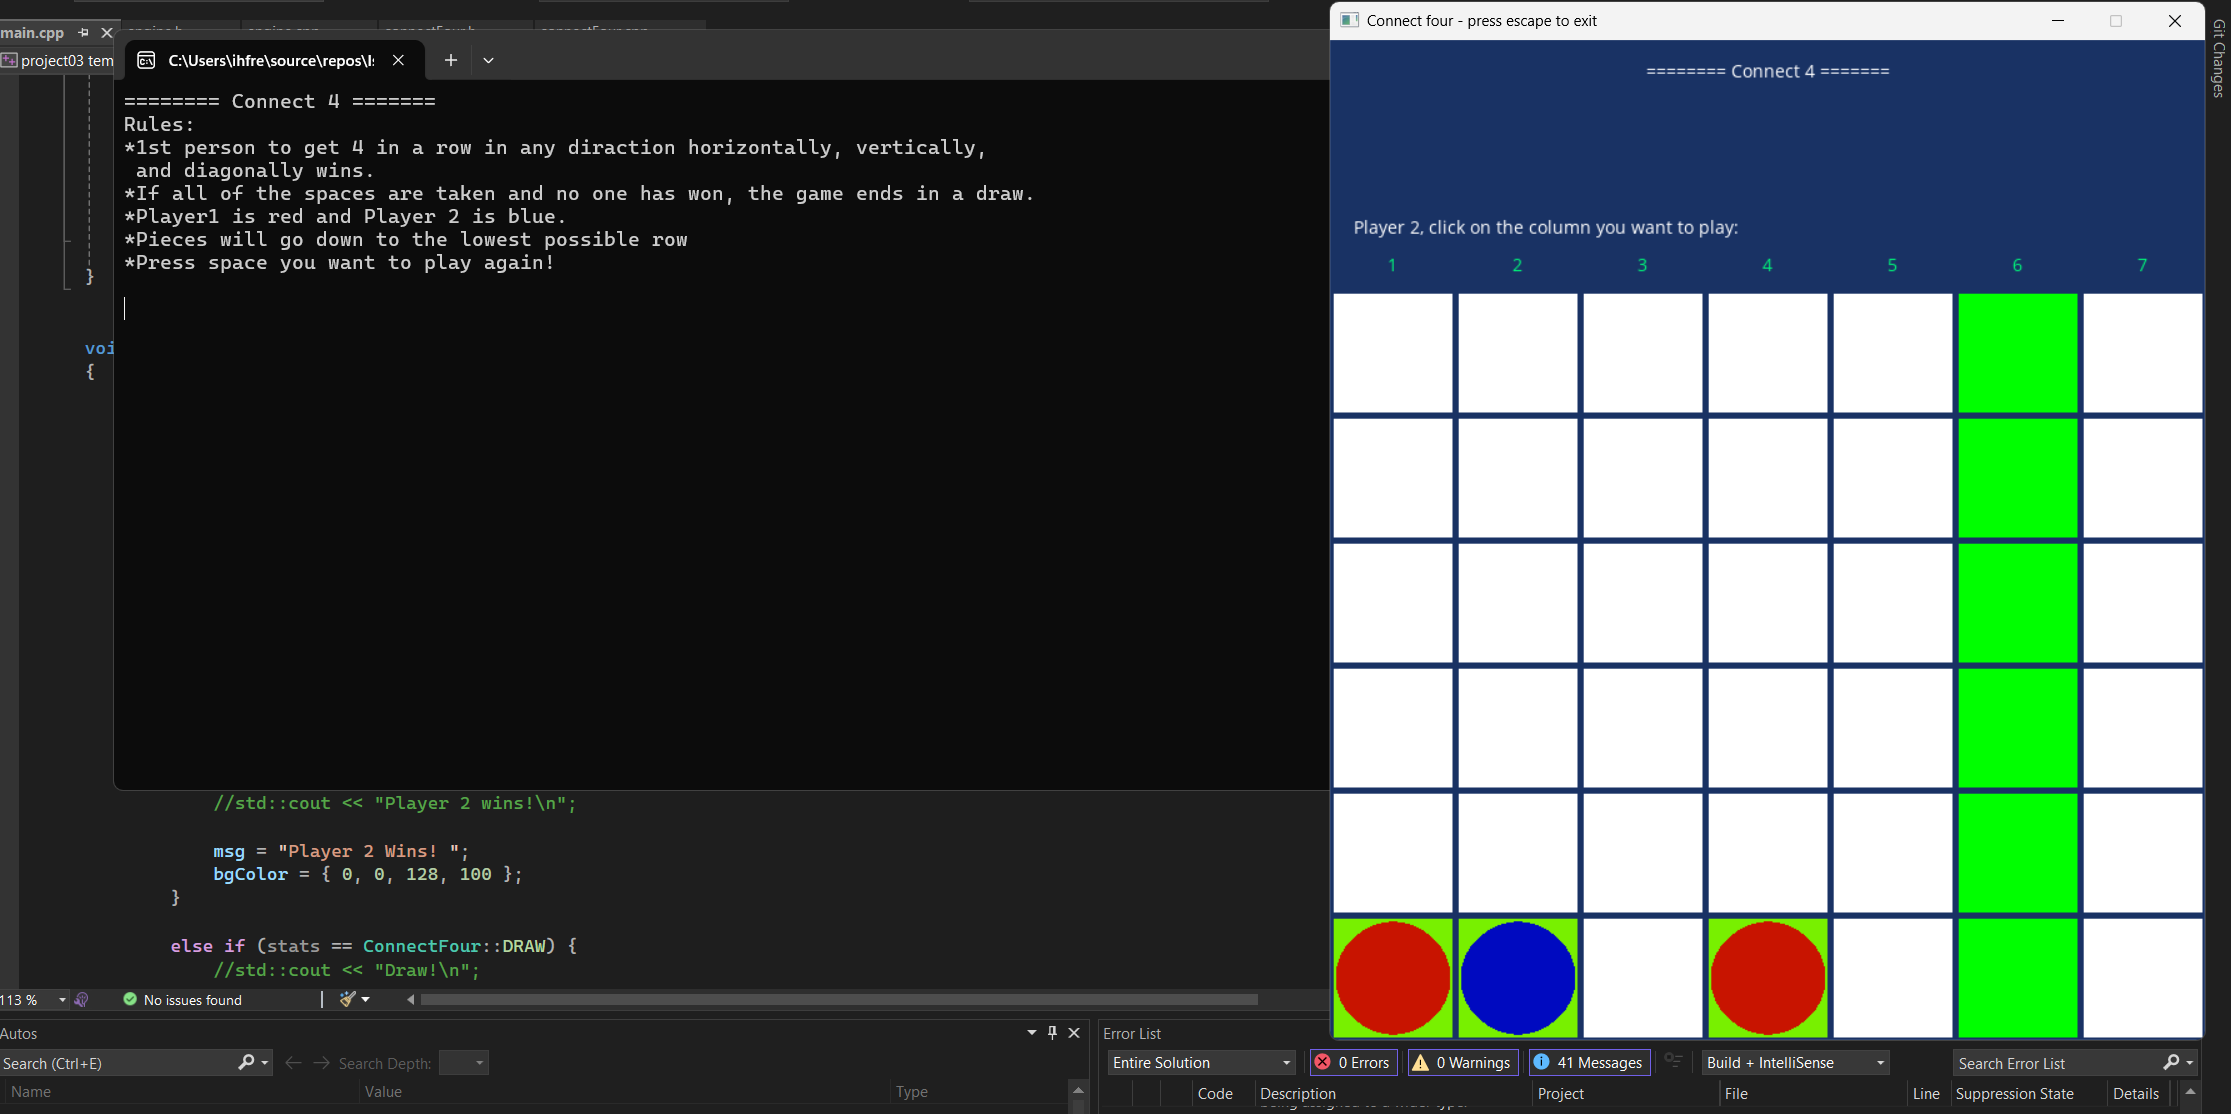 main.cpp
project03 tem
C:\Users\ihfre\source\repos\I
======== Connect 4 =======
Rules:
*1st person to get 4 in a row in any diraction horizontally, vertically,
and diagonally wins.
*If all of the spaces are taken and no one has won, the game ends in a draw.
*Player1 is red and Player 2 is blue.
*Pieces will go down to the lowest possible row
*Press space you want to play again!
}
voi
{
//std::cout << "Player 2 wins!\n";
msg = "Player 2 Wins! ";
bgColor = { 0, 0, 128, 100 };
}
else if (stats == ConnectFour::DRAW) {
//std::cout << "Draw!\n";
113 %
No issues found
Autos
Search (Ctrl+E)
Search Depth:
Name Value Type
Error List
Entire Solution
0 Errors
0 Warnings
41 Messages
Build + IntelliSense
Search Error List
Code Description Project File Line Suppression State Details
Connect four - press escape to exit
======== Connect 4 =======
Player 2, click on the column you want to play:
1 2 3 4 5 6 7
Git Changes